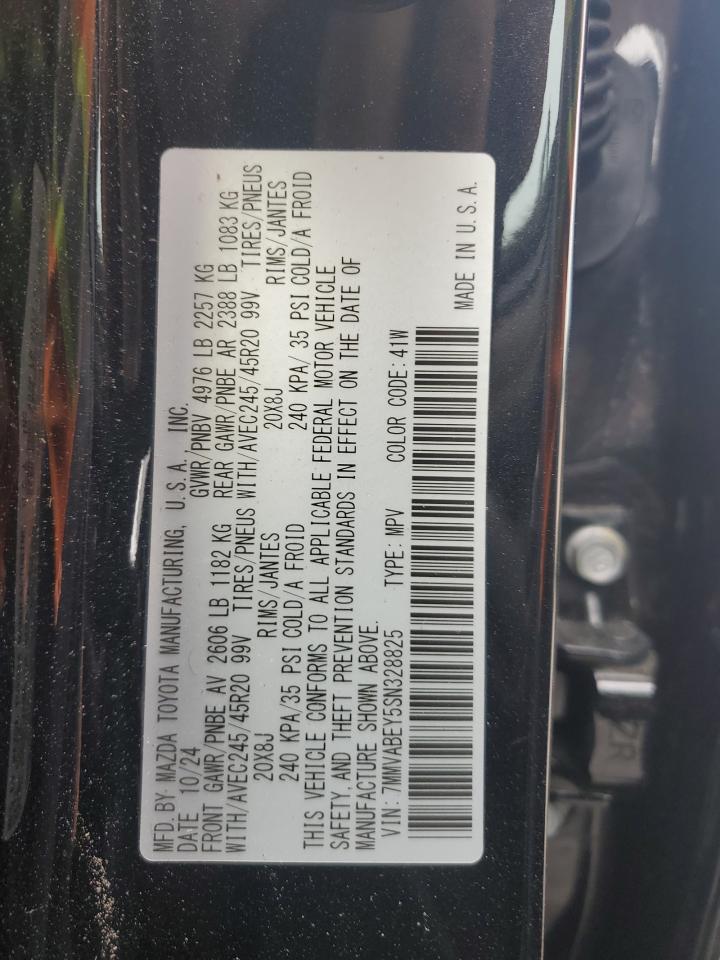 MFD. BY: MAZDA TOYOTA MANUFACTURING, U.S.A., INC.
DATE 10/24 GVWR/PNBV 4976 LB 2257 KG
FRONT GAWR/PNBE AV 2606 LB 1182 KG REAR GAWR/PNBE AR 2388 LB 1083 KG
WITH/AVEC245/45R20 99V TIRES/PNEUS WITH/AVEC245/45R20 99V TIRES/PNEUS
20X8J RIMS/JANTES 20X8J RIMS/JANTES
240 KPA/35 PSI COLD/A FROID 240 KPA/ 35 PSI COLD/A FROID
THIS VEHICLE CONFORMS TO ALL APPLICABLE FEDERAL MOTOR VEHICLE
SAFETY, AND THEFT PREVENTION STANDARDS IN EFFECT ON THE DATE OF
MANUFACTURE SHOWN ABOVE.
VIN: 7MMVABEY5SN328825 TYPE: MPV COLOR CODE: 41W
MADE IN U.S.A.